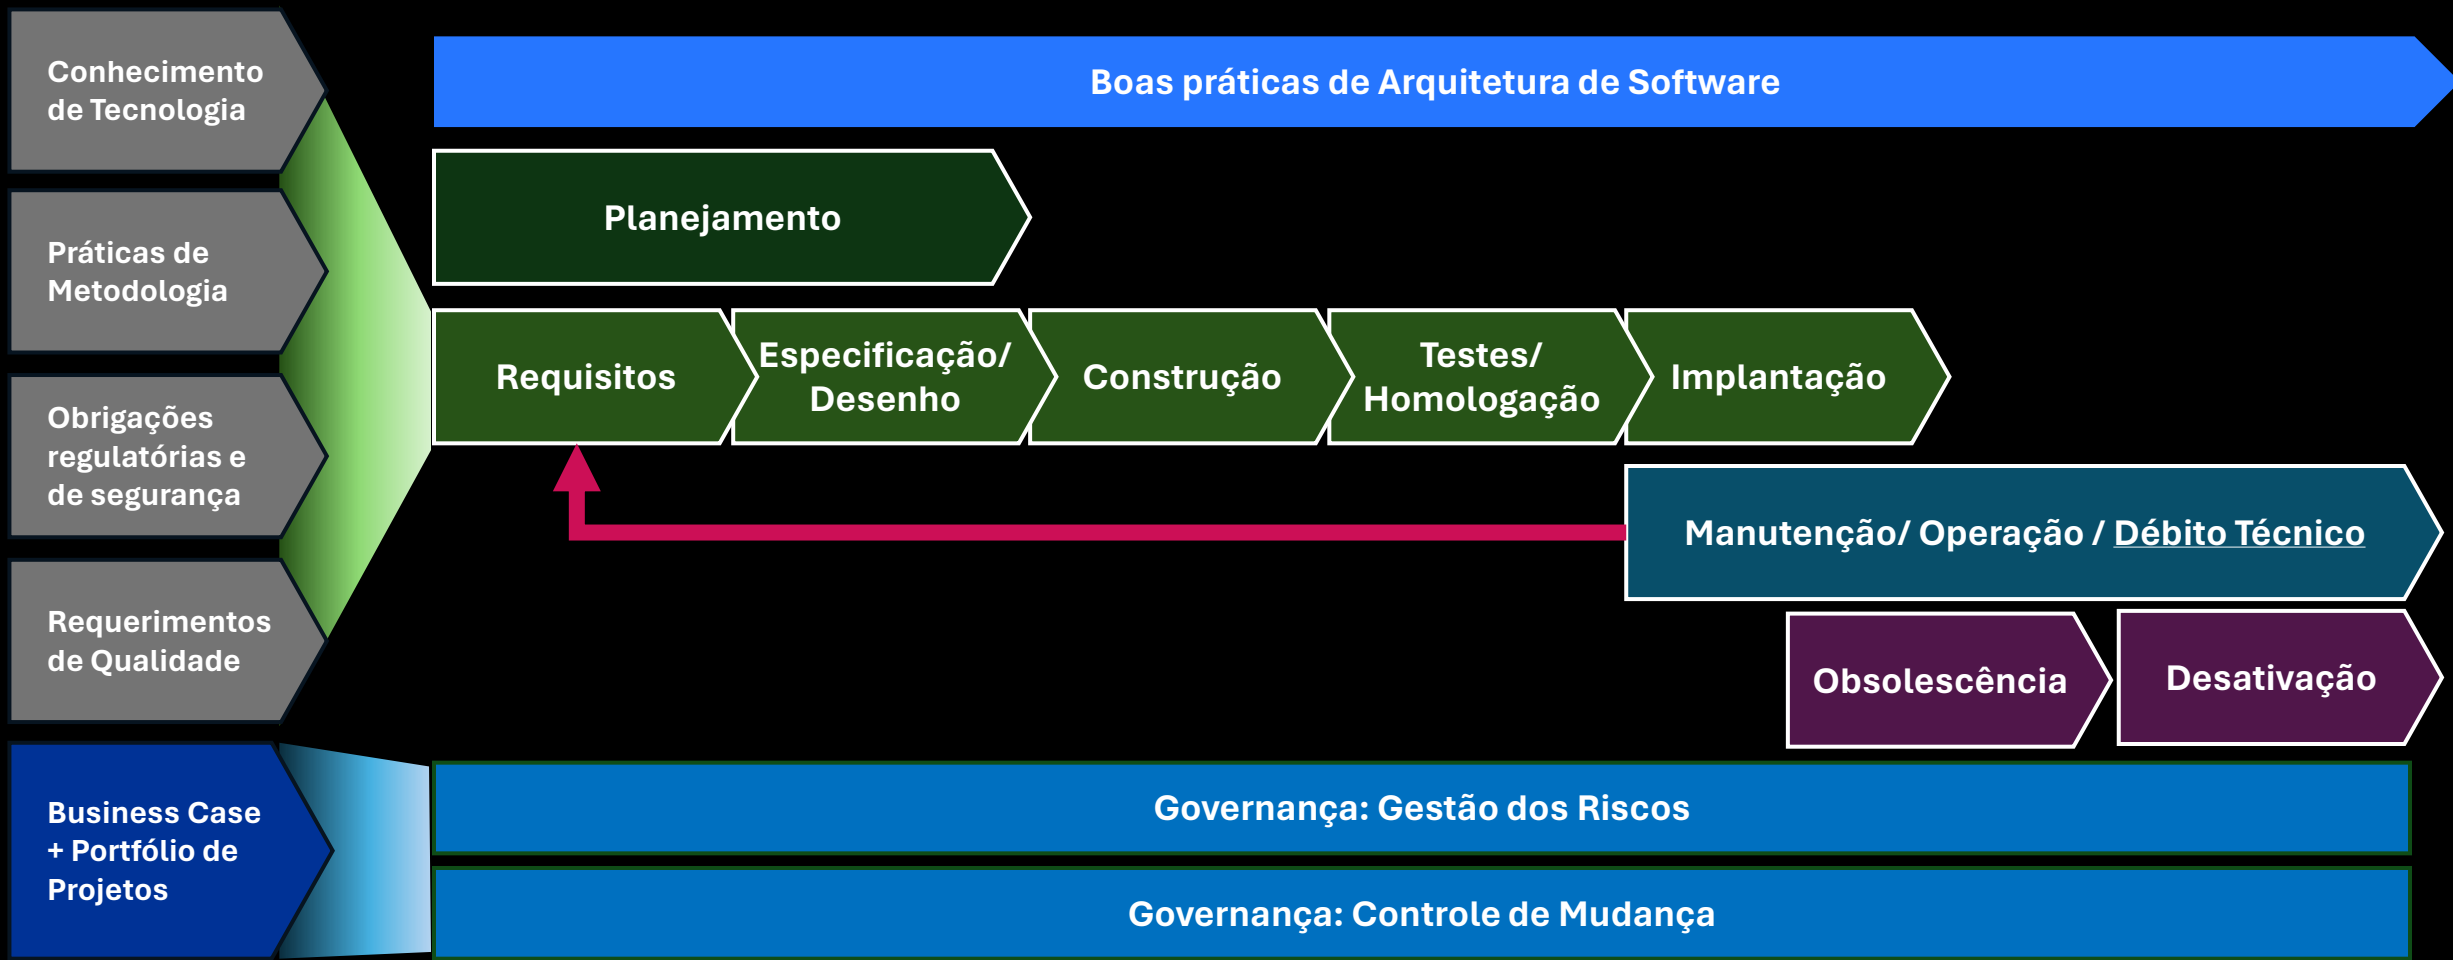 Conhecimento
de Tecnologia
Práticas de
Metodologia
Obrigações
regulatórias e
de segurança
Requerimentos
de Qualidade
Business Case
+ Portfólio de
Projetos
Boas práticas de Arquitetura de Software
Planejamento
Requisitos
Especificação/
Desenho
Construção
Testes/
Homologação
Implantação
Manutenção/ Operação / Débito Técnico
Obsolescência
Desativação
Governança: Gestão dos Riscos
Governança: Controle de Mudança